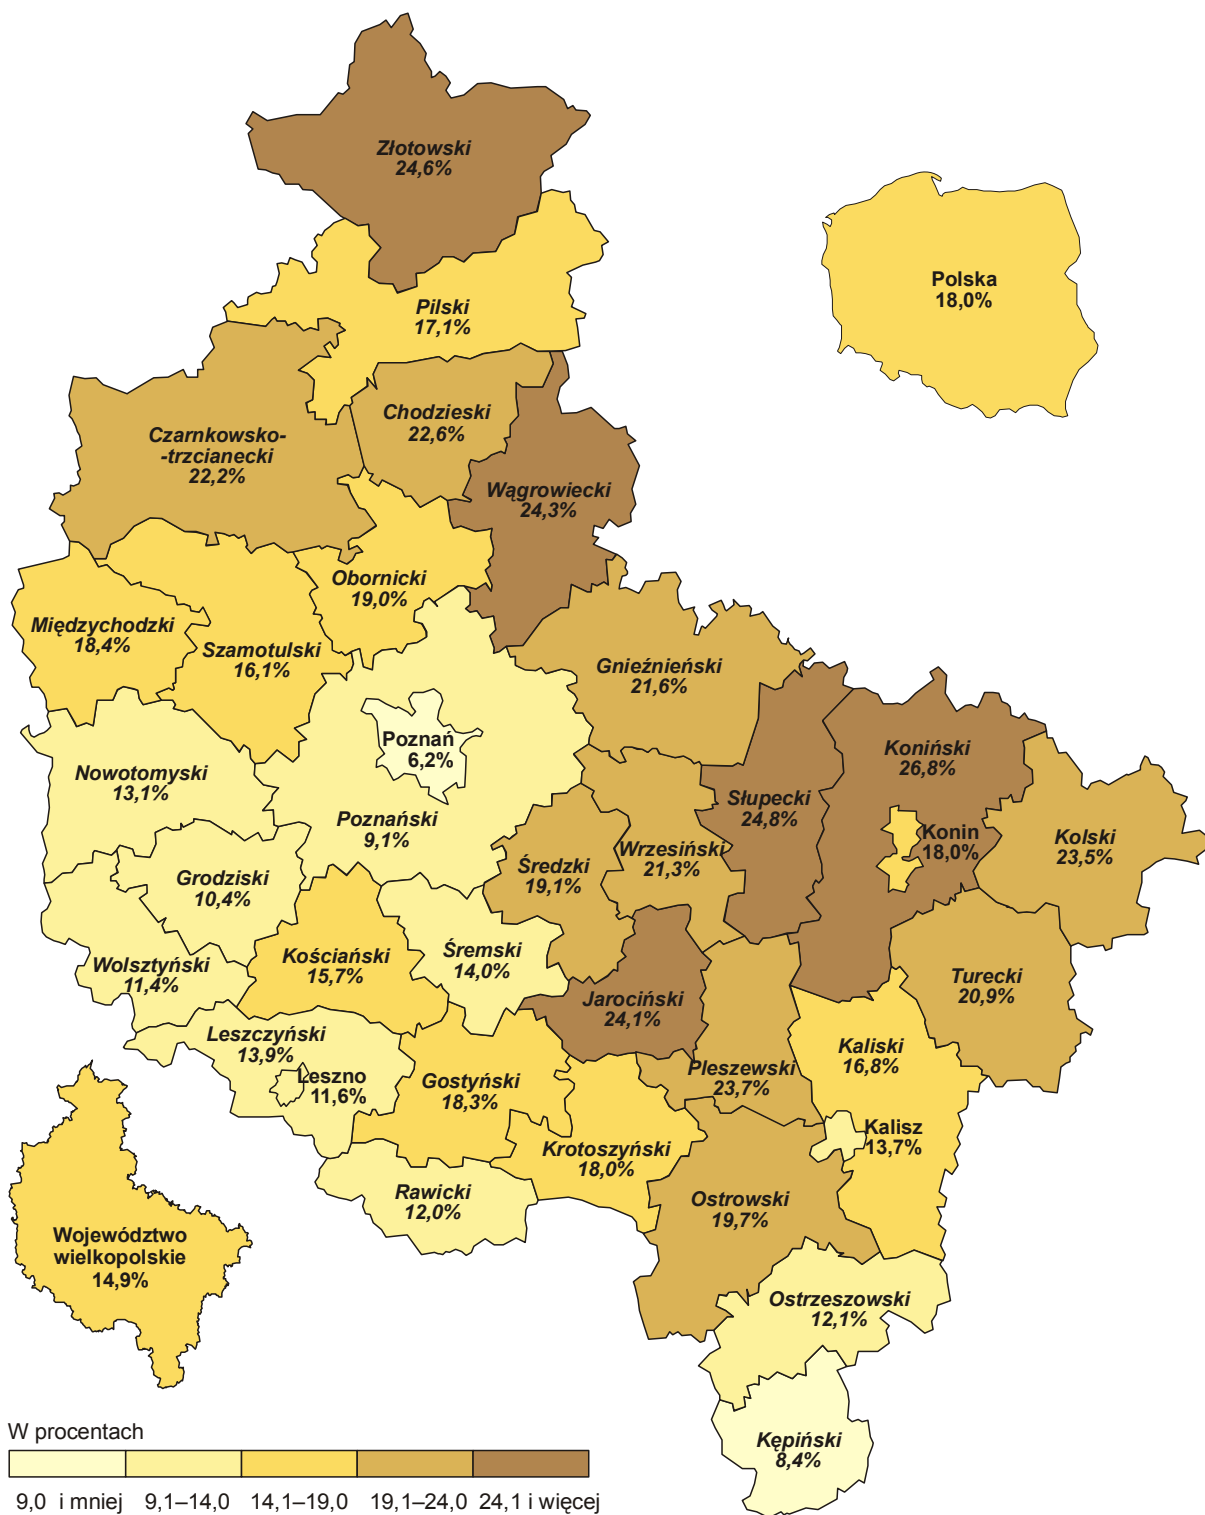 Złotowski
24,6%
Polska
18,0%
Pilski
17,1%
Chodzieski
22,6%
Czarnkowsko-
-trzcianecki
22,2%
Wągrowiecki
24,3%
Obornicki
19,0%
Międzychodzki
18,4%
Szamotulski
16,1%
Gnieźnieński
21,6%
Poznań
6,2%
Koniński
26,8%
Nowotomyski
13,1%
Słupecki
24,8%
Poznański
9,1%
Konin
18,0%
Kolski
23,5%
Wrzesiński
21,3%
Średzki
19,1%
Grodziski
10,4%
Kościański
15,7%
Śremski
14,0%
Wolsztyński
11,4%
Turecki
20,9%
Jarociński
24,1%
Leszczyński
13,9%
Kaliski
16,8%
Pleszewski
23,7%
Leszno
11,6%
Gostyński
18,3%
Kalisz
13,7%
Krotoszyński
18,0%
Rawicki
12,0%
Ostrowski
19,7%
Województwo
wielkopolskie
14,9%
Ostrzeszowski
12,1%
Kępiński
8,4%
W procentach
9,0 i mniej 9,1–14,0 14,1–19,0 19,1–24,0 24,1 i więcej